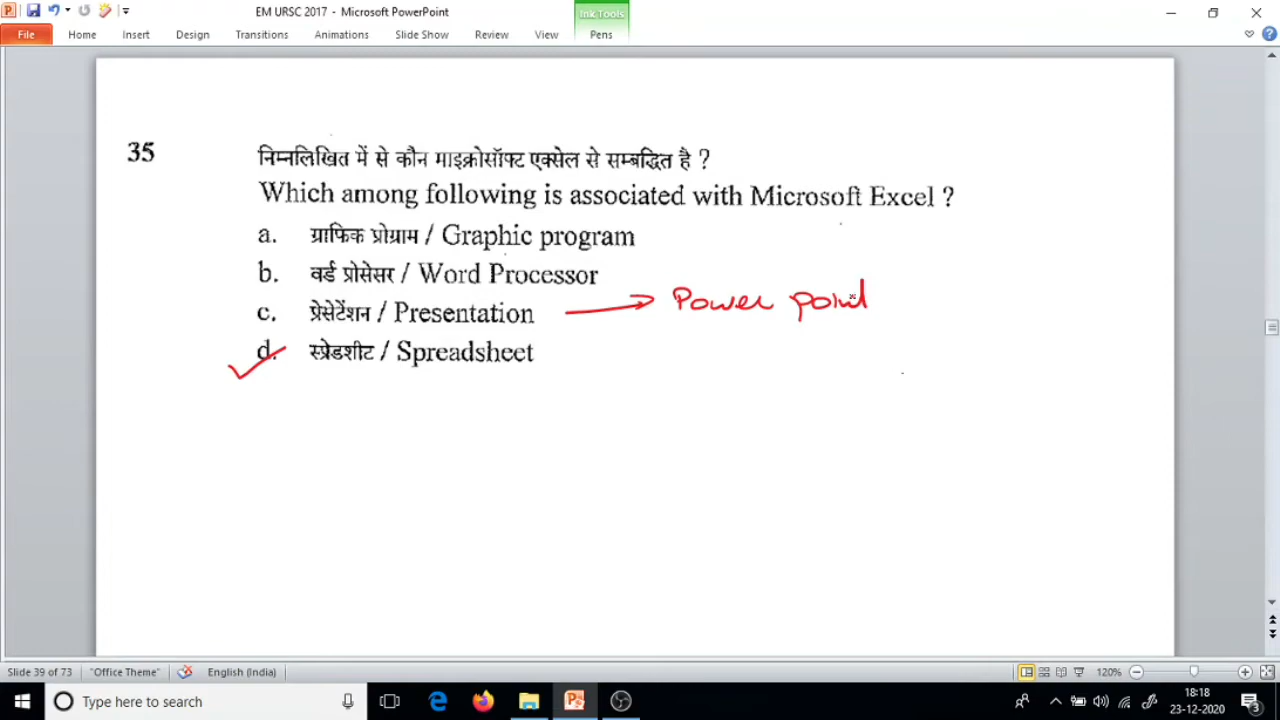 EM URSC 2017 - Microsoft PowerPoint
Ink Tools
File Home Insert Design Transitions Animations Slide Show Review View Pens
35
निम्नलिखित में से कौन माइक्रोसॉफ्ट एक्सेल से सम्बद्धित है ?
Which among following is associated with Microsoft Excel ?
a. ग्राफिक प्रोग्राम / Graphic program
b. वर्ड प्रोसेसर / Word Processor
c. प्रेसेटेंशन / Presentation → Power point
d. स्प्रेडशीट / Spreadsheet
Slide 39 of 73 "Office Theme" English (India) 120%
Type here to search
18:18
23-12-2020
3